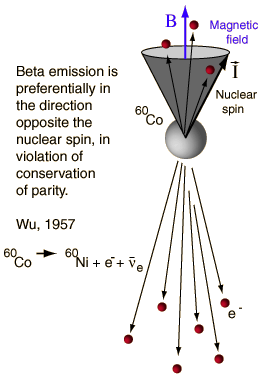 B
Magnetic
field
I
Nuclear
spin
60Co
Beta emission is
preferentially in
the direction
opposite the
nuclear spin, in
violation of
conservation
of parity.
Wu, 1957
60Co → 60Ni + e⁻ + ν̄e
e⁻